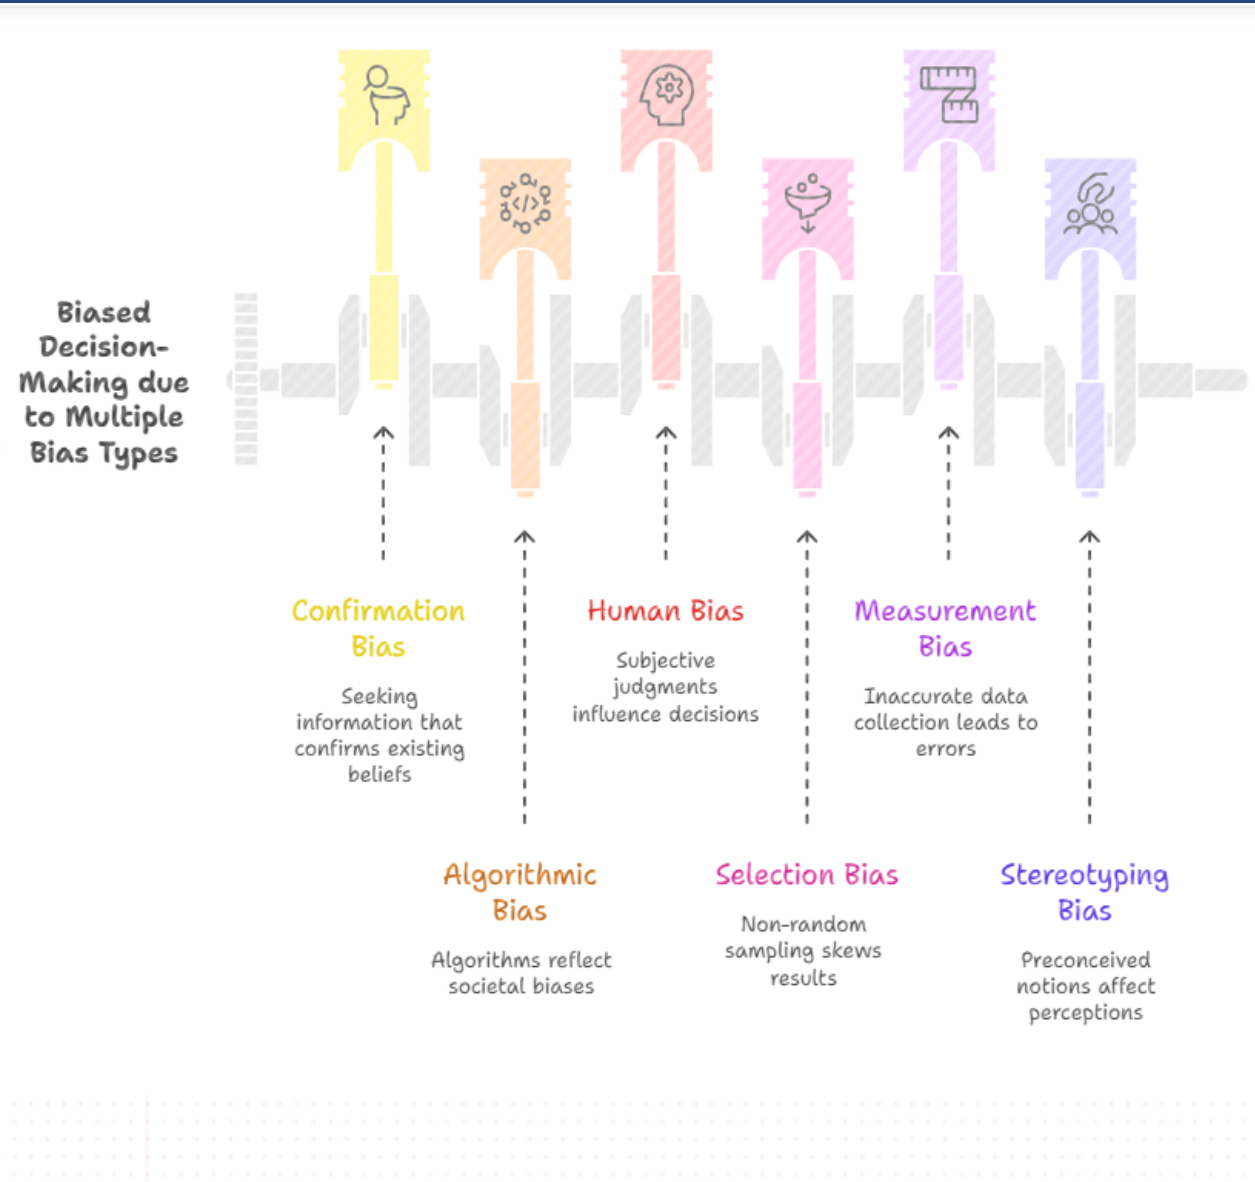 Biased
Decision-
Making due
to Multiple
Bias Types
</>
Confirmation
Bias
Seeking
information that
confirms existing
beliefs
Human Bias
Subjective
judgments
influence decisions
Measurement
Bias
Inaccurate data
collection leads to
errors
Algorithmic
Bias
Algorithms reflect
societal biases
Selection Bias
Non-random
sampling skews
results
Stereotyping
Bias
Preconceived
notions affect
perceptions